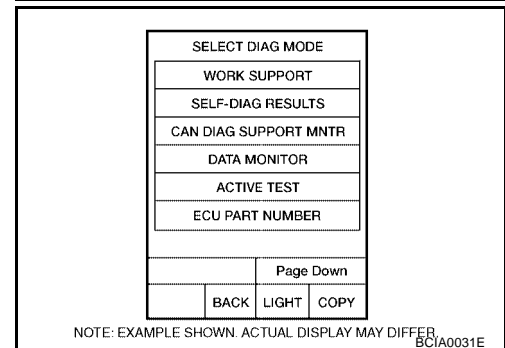 SELECT DIAG MODE
WORK SUPPORT
SELF-DIAG RESULTS
CAN DIAG SUPPORT MNTR
DATA MONITOR
ACTIVE TEST
ECU PART NUMBER
Page Down
BACK LIGHT COPY
NOTE: EXAMPLE SHOWN. ACTUAL DISPLAY MAY DIFFER.
BCIA0031E